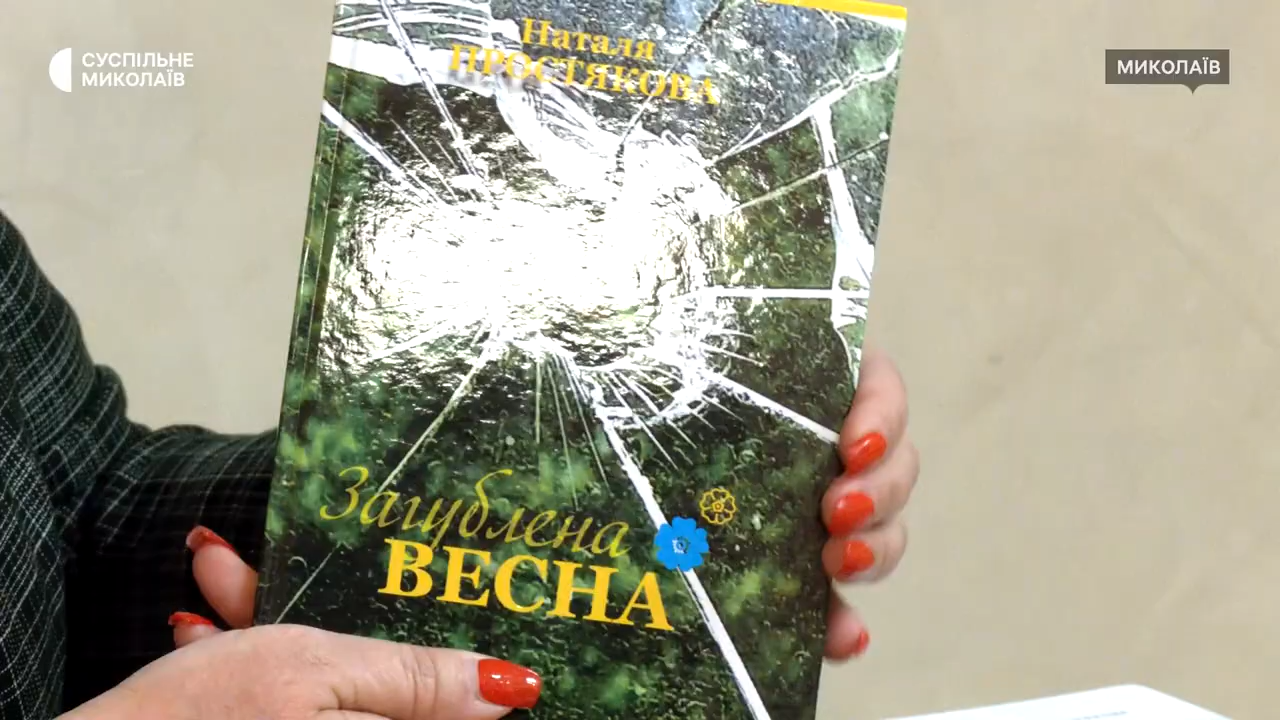 СУСПІЛЬНЕ
МИКОЛАЇВ
МИКОЛАЇВ
Наталя
ПРОСТЯКОВА
Загублена
ВЕСНА